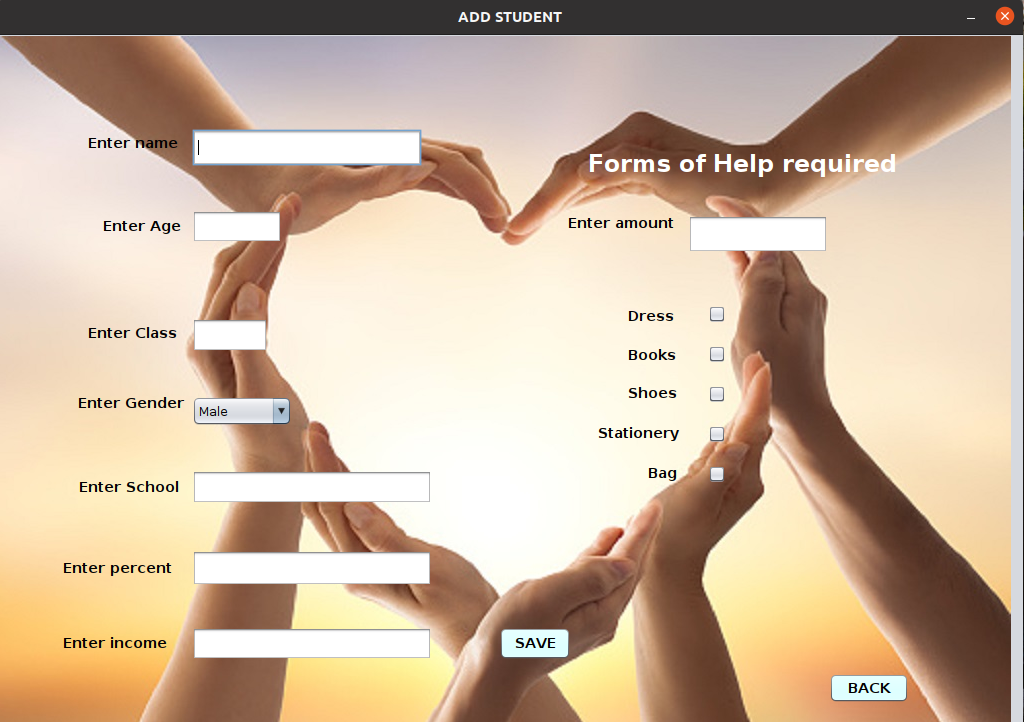 ADD STUDENT
Enter name
Enter Age
Enter Class
Enter Gender
Male
Enter School
Enter percent
Enter income
Forms of Help required
Enter amount
Dress
Books
Shoes
Stationery
Bag
SAVE
BACK